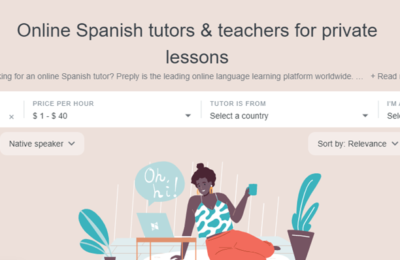 Online Spanish tutors & teachers for private
lessons
king for an online Spanish tutor? Preply is the leading online language learning platform worldwide. ... + Read
PRICE PER HOUR
TUTOR IS FROM
I'M A
$ 1 - $ 40
Select a country
Sele
Native speaker
Sort by: Relevance
Oh,
hi!
N